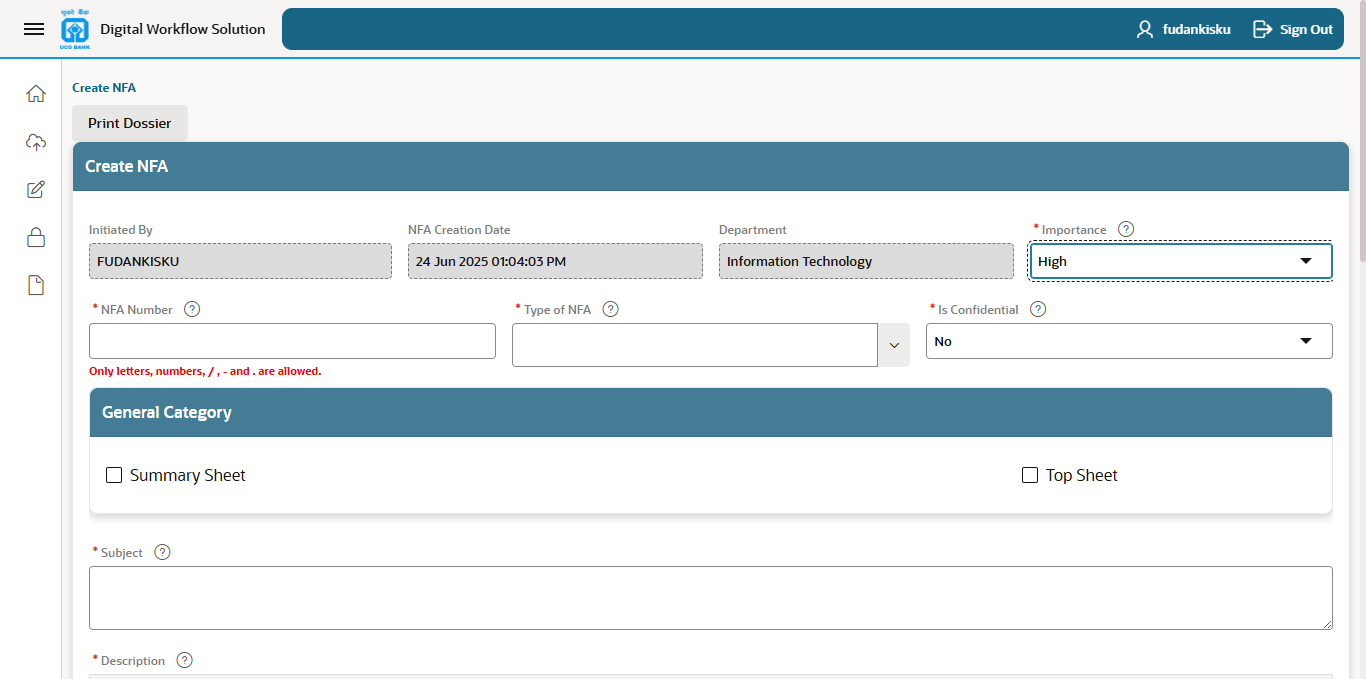 यूको बैंक
UCO BANK
Digital Workflow Solution
fudankisku
Sign Out
Create NFA
Print Dossier
Create NFA
Initiated By
NFA Creation Date
Department
* Importance ?
FUDANKISKU
24 Jun 2025 01:04:03 PM
Information Technology
High
* NFA Number ?
* Type of NFA ?
* Is Confidential ?
No
Only letters, numbers, / , - and . are allowed.
General Category
Summary Sheet
Top Sheet
* Subject ?
* Description ?